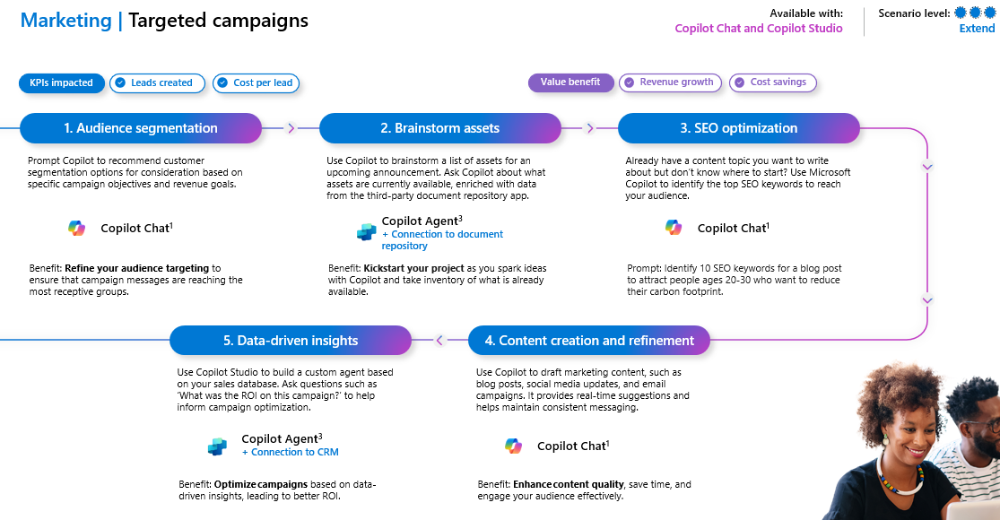 Marketing | Targeted campaigns
Available with:
Copilot Chat and Copilot Studio
Scenario level:
Extend
KPIs impacted
Leads created
Cost per lead
Value benefit
Revenue growth
Cost savings
1. Audience segmentation
Prompt Copilot to recommend customer
segmentation options for consideration based on
specific campaign objectives and revenue goals.
Copilot Chat¹
Benefit: Refine your audience targeting to
ensure that campaign messages are reaching the
most receptive groups.
2. Brainstorm assets
Use Copilot to brainstorm a list of assets for an
upcoming announcement. Ask Copilot about what
assets are currently available, enriched with data
from the third-party document repository app.
Copilot Agent³
+ Connection to document
repository
Benefit: Kickstart your project as you spark ideas
with Copilot and take inventory of what is already
available.
3. SEO optimization
Already have a content topic you want to write
about but don't know where to start? Use Microsoft
Copilot to identify the top SEO keywords to reach
your audience.
Copilot Chat¹
Prompt: Identify 10 SEO keywords for a blog post
to attract people ages 20-30 who want to reduce
their carbon footprint.
4. Content creation and refinement
Use Copilot to draft marketing content, such as
blog posts, social media updates, and email
campaigns. It provides real-time suggestions and
helps maintain consistent messaging.
Copilot Chat¹
Benefit: Enhance content quality, save time, and
engage your audience effectively.
5. Data-driven insights
Use Copilot Studio to build a custom agent based
on your sales database. Ask questions such as
'What was the ROI on this campaign?' to help
inform campaign optimization.
Copilot Agent³
+ Connection to CRM
Benefit: Optimize campaigns based on data-
driven insights, leading to better ROI.